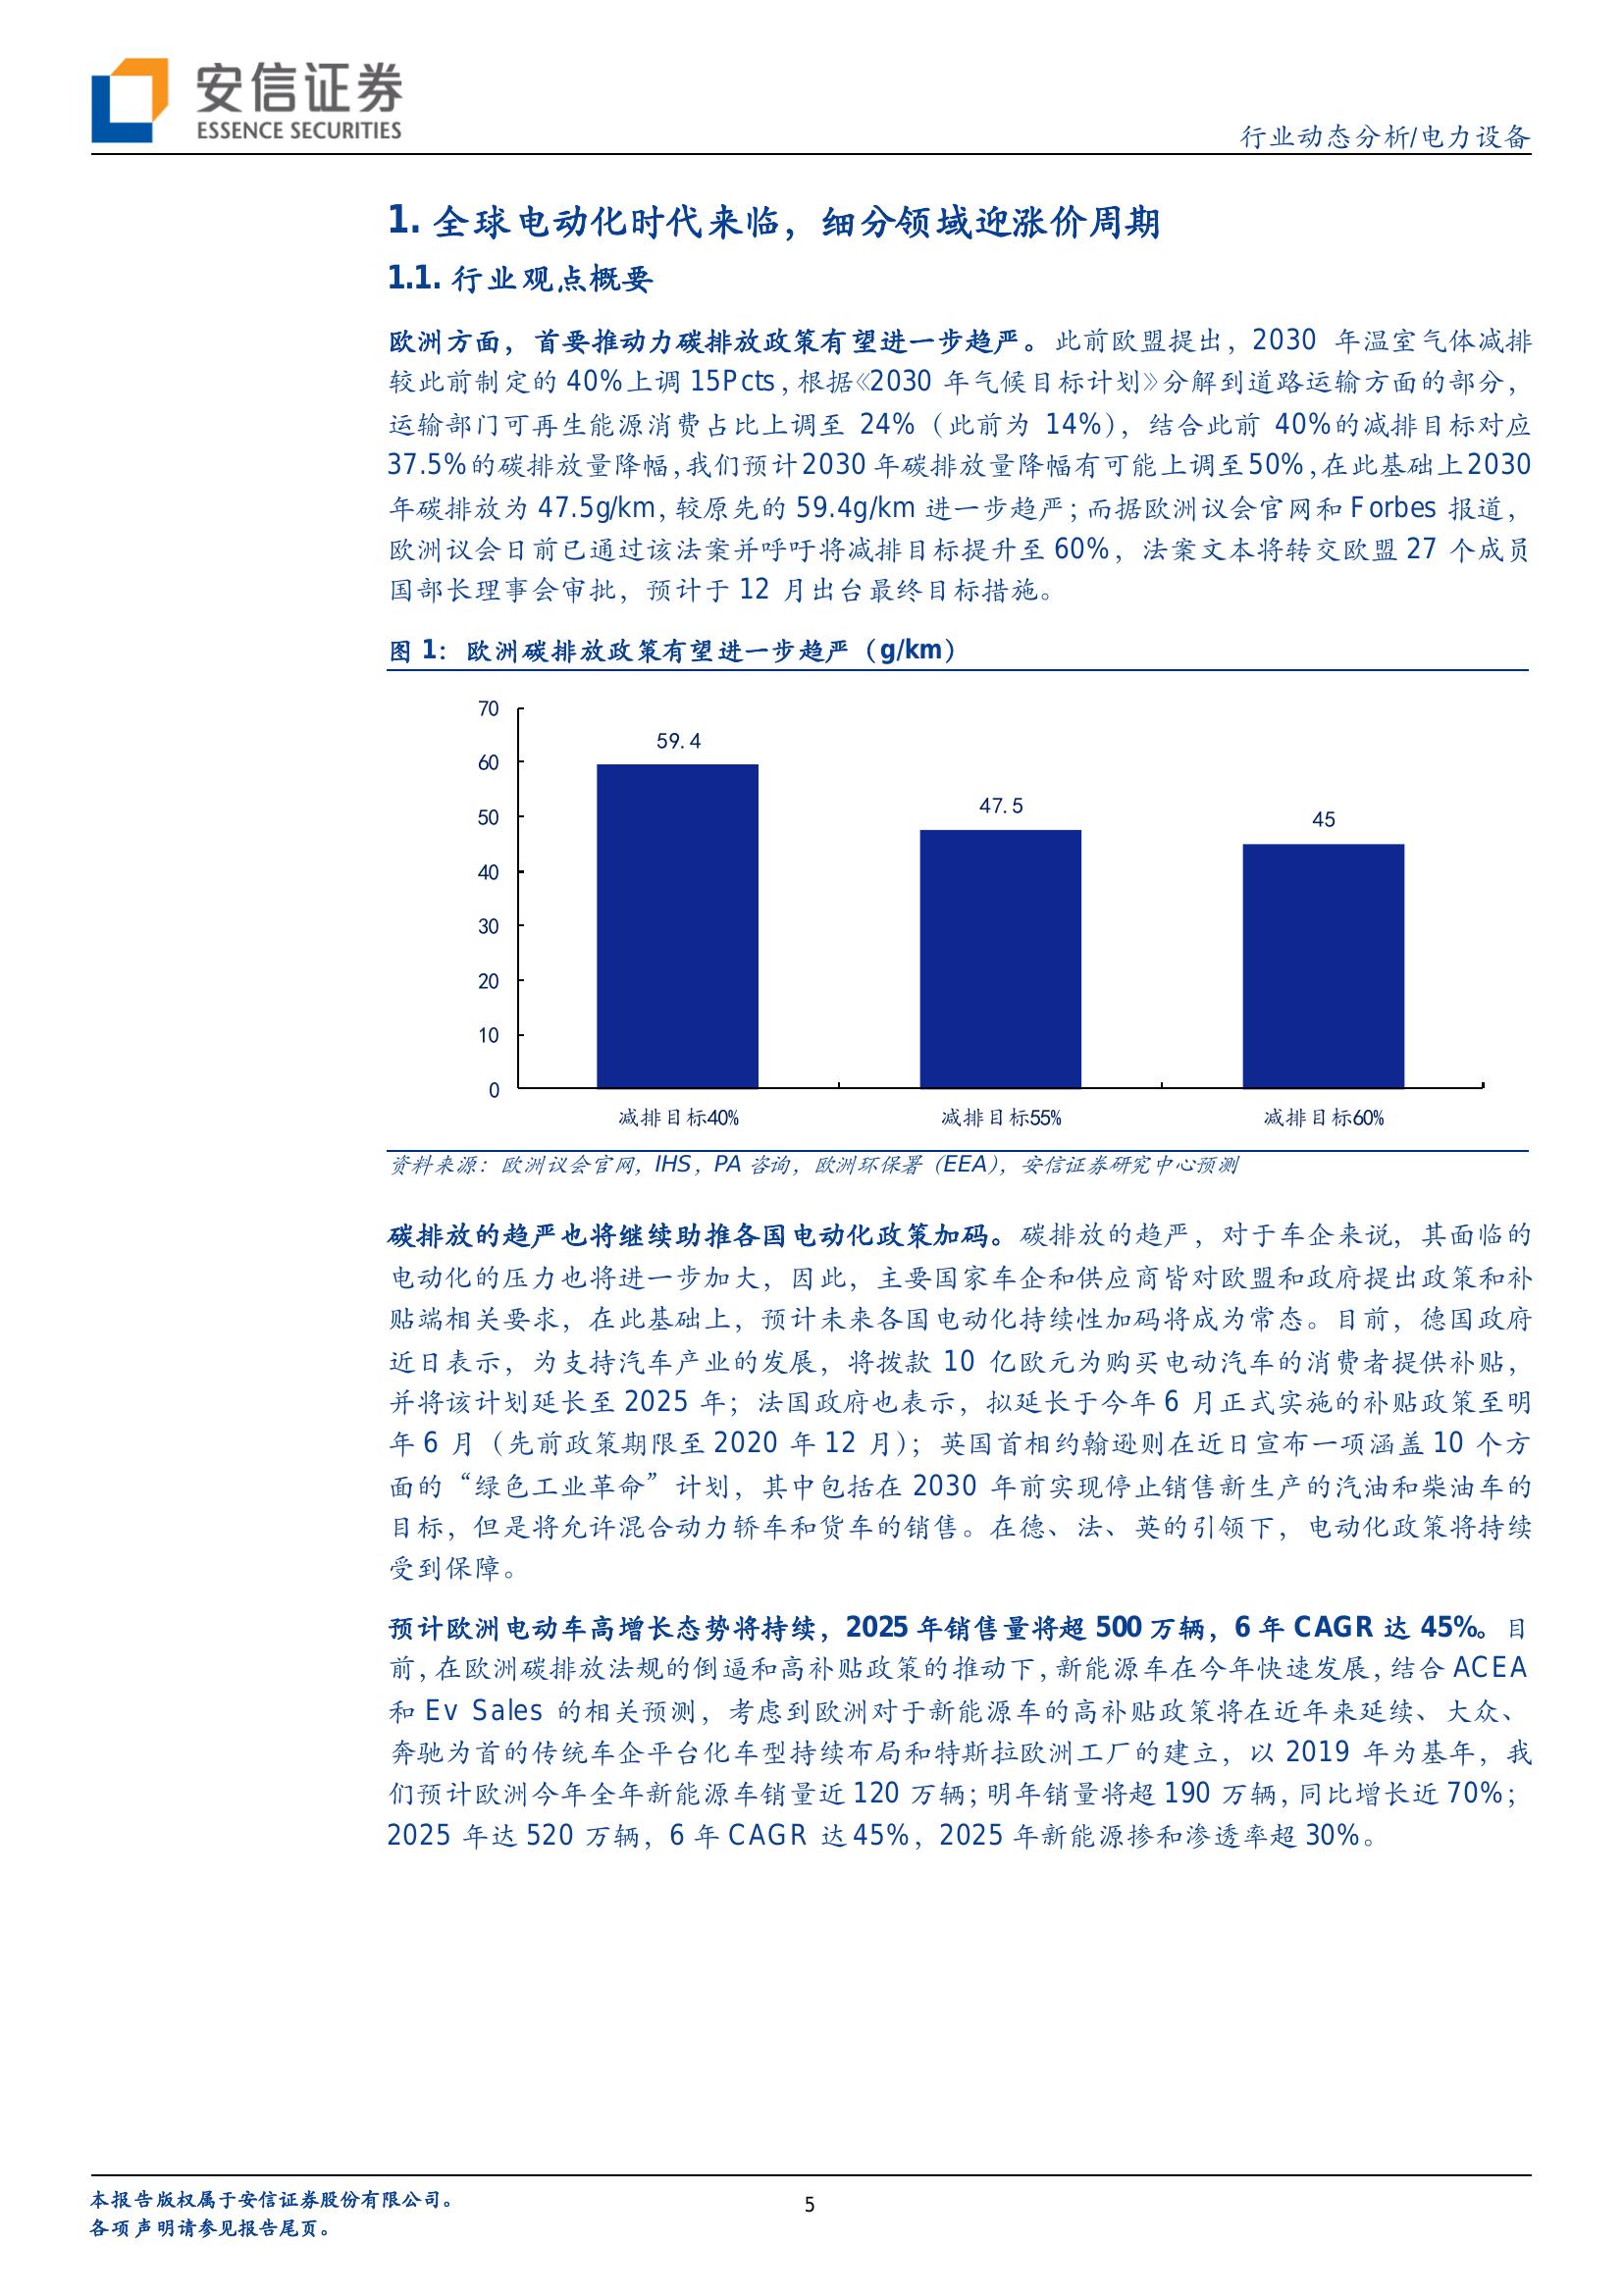 安信证券
ESSENCE SECURITIES
行业动态分析/电力设备
1. 全球电动化时代来临，细分领域迎涨价周期
1.1. 行业观点概要
欧洲方面，首要推动力碳排放政策有望进一步趋严。此前欧盟提出，2030 年温室气体减排
较此前制定的 40%上调 15Pcts，根据《2030 年气候目标计划》分解到道路运输方面的部分，
运输部门可再生能源消费占比上调至 24%（此前为 14%），结合此前 40%的减排目标对应
37.5%的碳排放量降幅，我们预计 2030 年碳排放量降幅有可能上调至 50%，在此基础上 2030
年碳排放为 47.5g/km，较原先的 59.4g/km 进一步趋严；而据欧洲议会官网和 Forbes 报道，
欧洲议会日前已通过该法案并呼吁将减排目标提升至 60%，法案文本将转交欧盟 27 个成员
国部长理事会审批，预计于 12 月出台最终目标措施。
图 1：欧洲碳排放政策有望进一步趋严（g/km）
70
60
50
40
30
20
10
0
59.4
47.5
45
减排目标40%
减排目标55%
减排目标60%
资料来源：欧洲议会官网，IHS，PA 咨询，欧洲环保署（EEA），安信证券研究中心预测
碳排放的趋严也将继续助推各国电动化政策加码。碳排放的趋严，对于车企来说，其面临的
电动化的压力也将进一步加大，因此，主要国家车企和供应商皆对欧盟和政府提出政策和补
贴端相关要求，在此基础上，预计未来各国电动化持续性加码将成为常态。目前，德国政府
近日表示，为支持汽车产业的发展，将拨款 10 亿欧元为购买电动汽车的消费者提供补贴，
并将该计划延长至 2025 年；法国政府也表示，拟延长于今年 6 月正式实施的补贴政策至明
年 6 月（先前政策期限至 2020 年 12 月）；英国首相约翰逊则在近日宣布一项涵盖 10 个方
面的“绿色工业革命”计划，其中包括在 2030 年前实现停止销售新生产的汽油和柴油车的
目标，但是将允许混合动力轿车和货车的销售。在德、法、英的引领下，电动化政策将持续
受到保障。
预计欧洲电动车高增长态势将持续，2025 年销售量将超 500 万辆，6 年 CAGR 达 45%。目
前，在欧洲碳排放法规的倒逼和高补贴政策的推动下，新能源车在今年快速发展，结合 ACEA
和 Ev Sales 的相关预测，考虑到欧洲对于新能源车的高补贴政策将在近年来延续、大众、
奔驰为首的传统车企平台化车型持续布局和特斯拉欧洲工厂的建立，以 2019 年为基年，我
们预计欧洲今年全年新能源车销量近 120 万辆；明年销量将超 190 万辆，同比增长近 70%；
2025 年达 520 万辆，6 年 CAGR 达 45%，2025 年新能源掺和渗透率超 30%。
本报告版权属于安信证券股份有限公司。
各项声明请参见报告尾页。
5